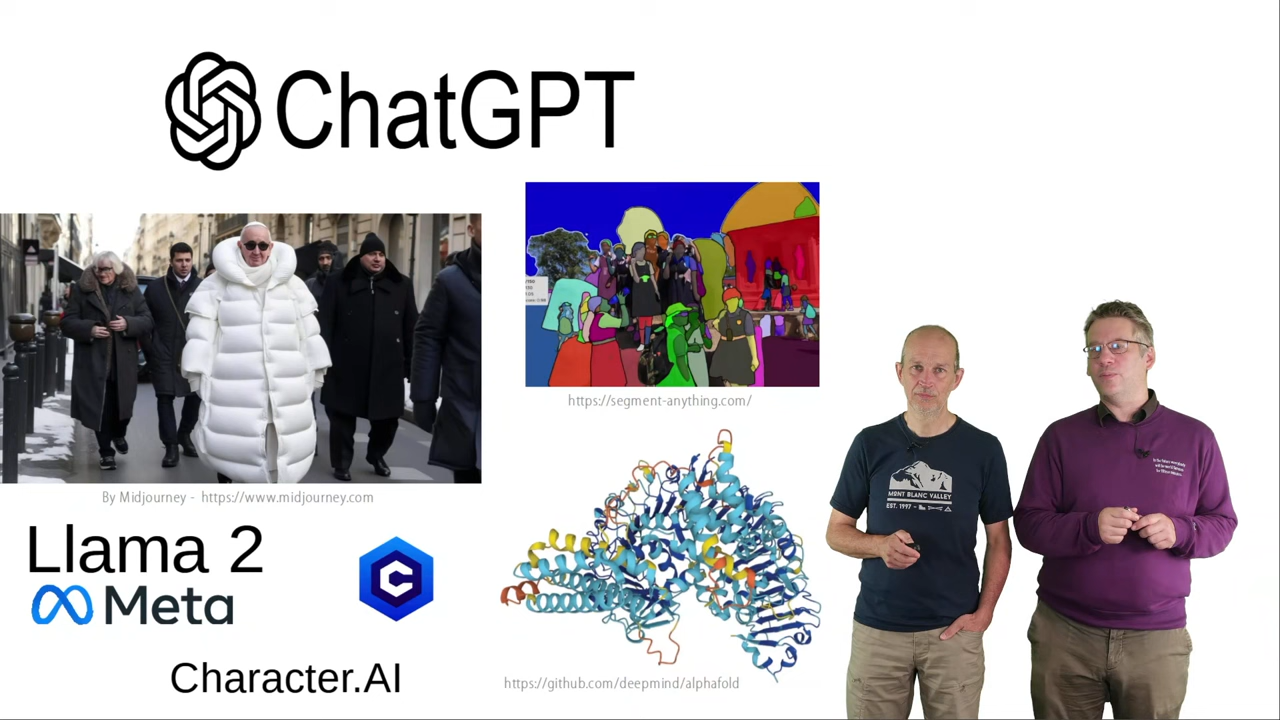 ChatGPT
https://segment-anything.com/
By Midjourney - https://www.midjourney.com
Llama 2
Meta
C
Character.AI
https://github.com/deepmind/alphafold
MONT BLANC VALLEY
EST. 1997